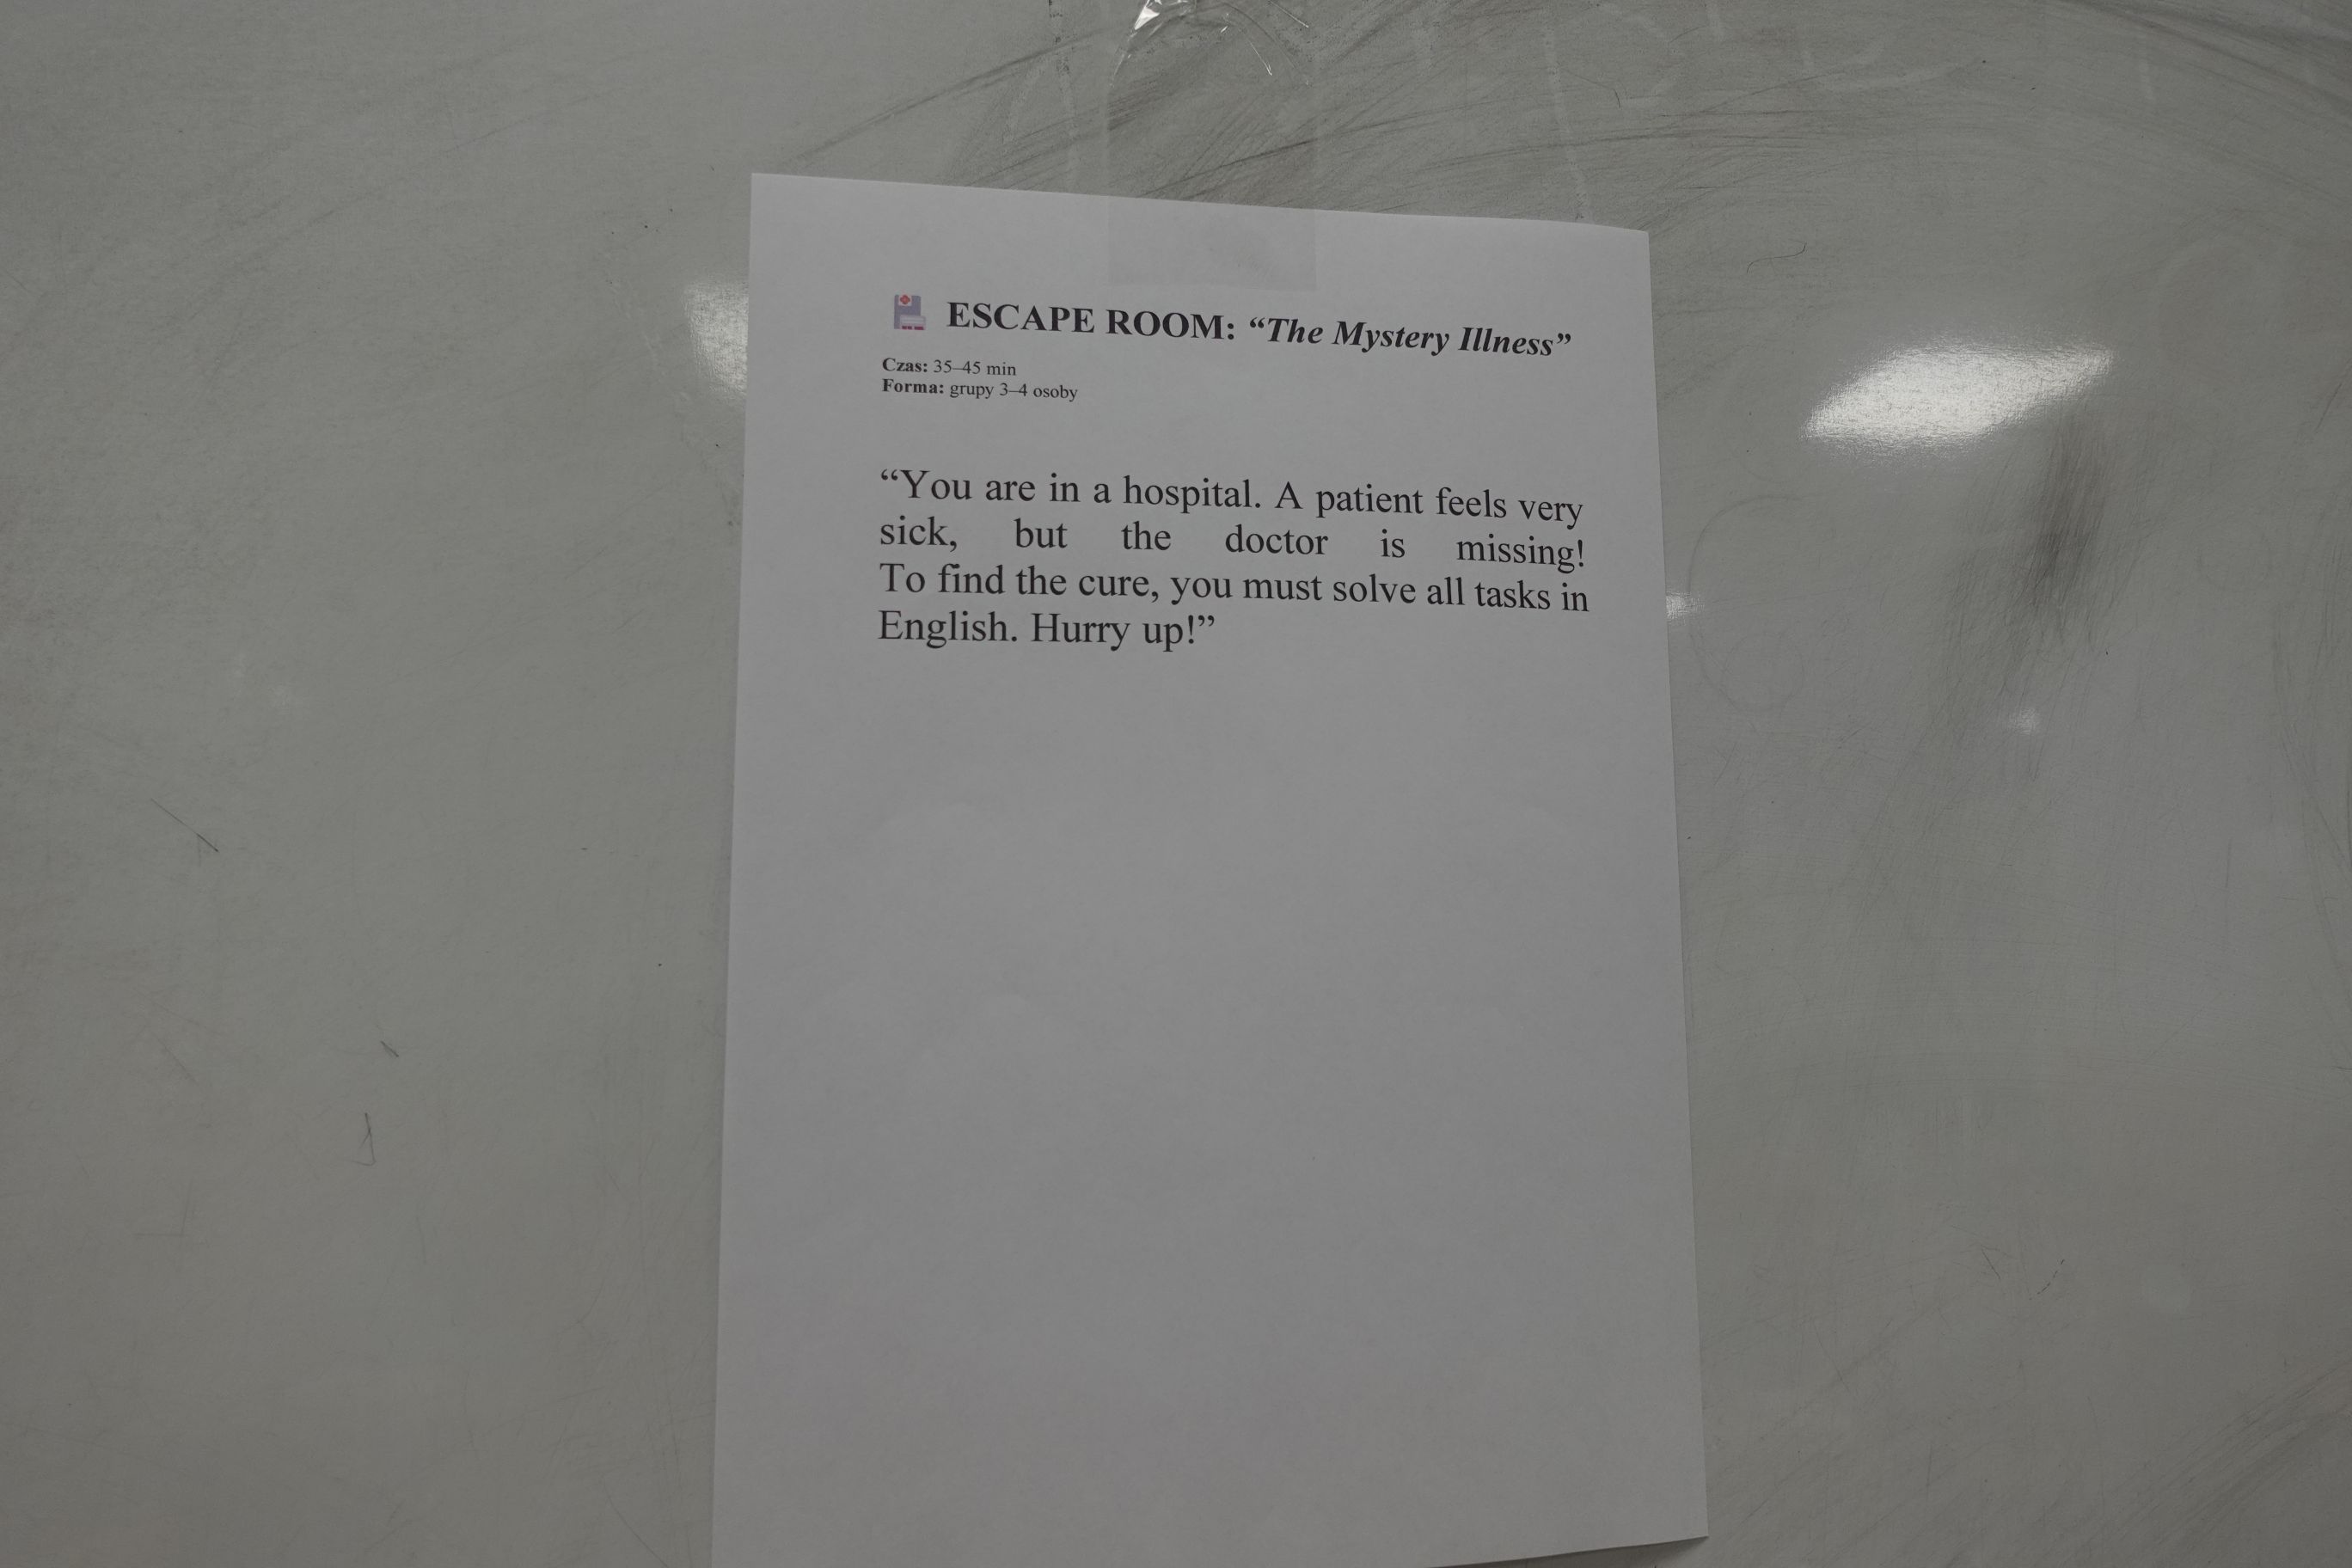 ESCAPE ROOM: “The Mystery Illness”
Czas: 35–45 min
Forma: grupy 3–4 osoby
“You are in a hospital. A patient feels very
sick, but the doctor is missing!
To find the cure, you must solve all tasks in
English. Hurry up!”